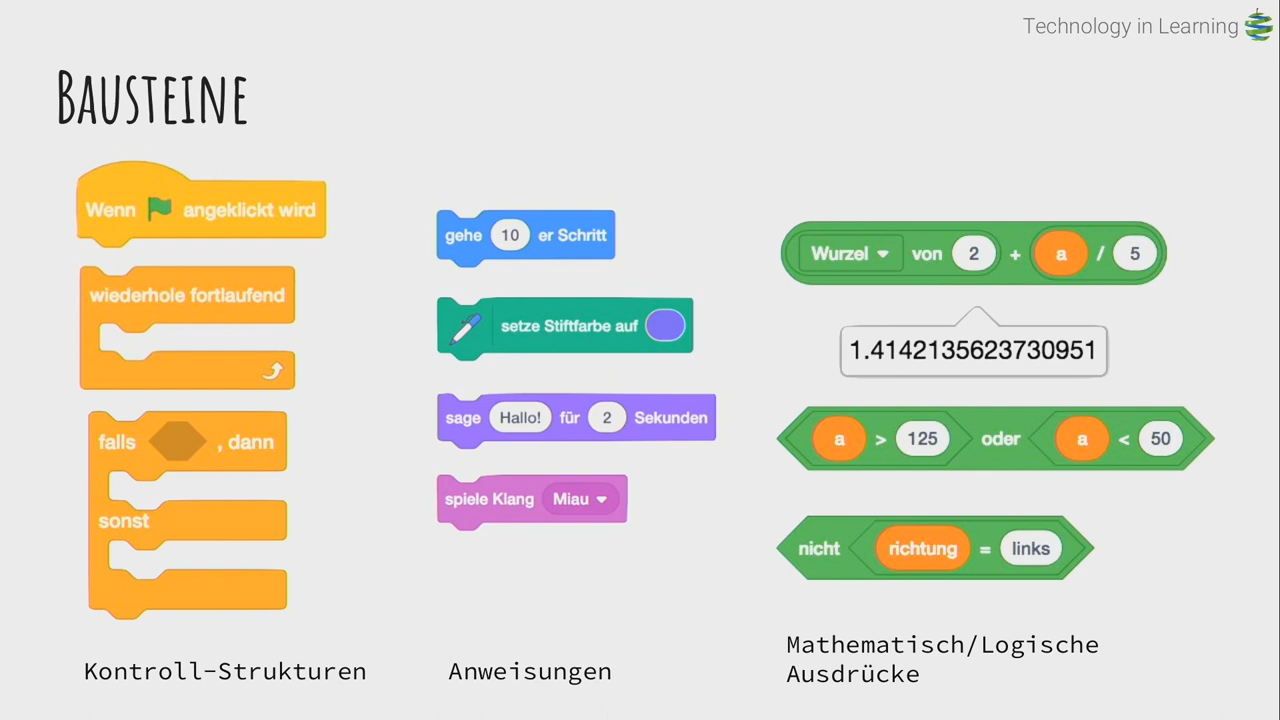 Technology in Learning
Bausteine
Wenn angeklickt wird
wiederhole fortlaufend
falls , dann
sonst
Kontroll-Strukturen
gehe 10 er Schritt
setze Stiftfarbe auf
sage Hallo! für 2 Sekunden
spiele Klang Miau
Anweisungen
Wurzel von 2 + a / 5
1.4142135623730951
a > 125 oder a < 50
nicht richtung = links
Mathematisch/Logische
Ausdrücke